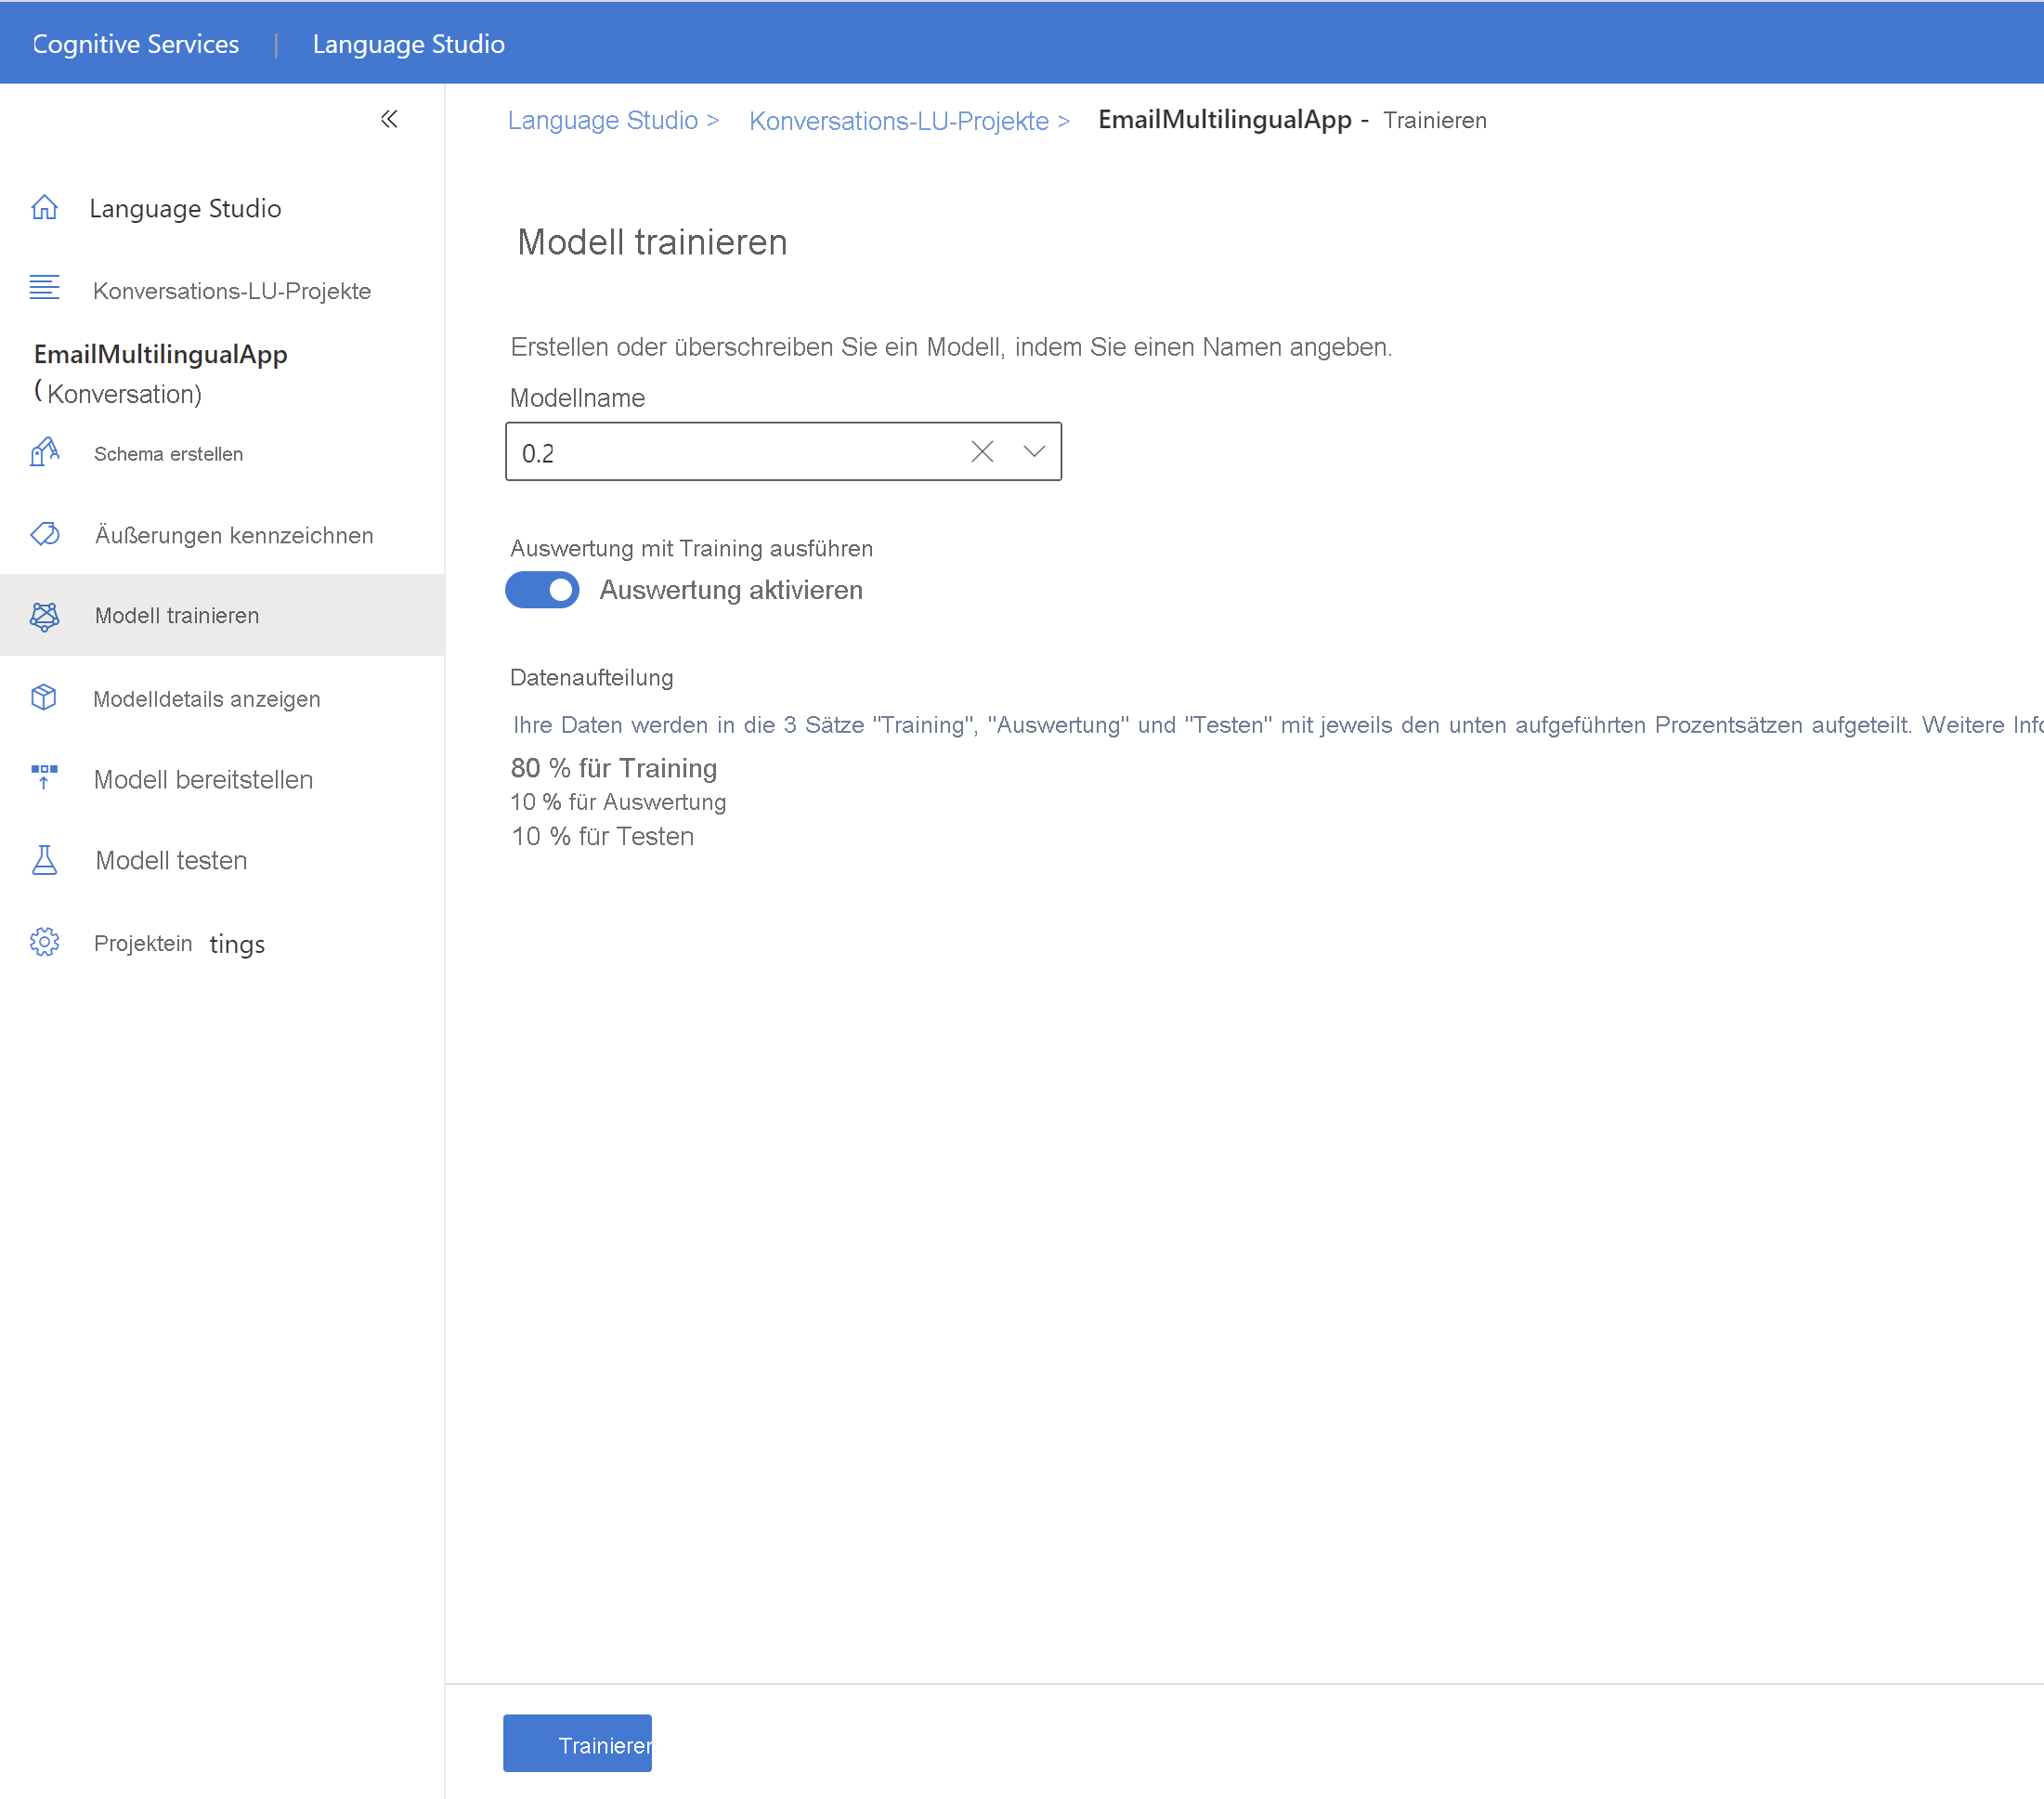 Cognitive Services | Language Studio
Language Studio > Konversations-LU-Projekte > EmailMultilingualApp - Trainieren
Language Studio
Konversations-LU-Projekte
EmailMultilingualApp
(Konversation)
Schema erstellen
Äußerungen kennzeichnen
Modell trainieren
Modelldetails anzeigen
Modell bereitstellen
Modell testen
Projektein tings
Modell trainieren
Erstellen oder überschreiben Sie ein Modell, indem Sie einen Namen angeben.
Modellname
0.2
Auswertung mit Training ausführen
Auswertung aktivieren
Datenaufteilung
Ihre Daten werden in die 3 Sätze "Training", "Auswertung" und "Testen" mit jeweils den unten aufgeführten Prozentsätzen aufgeteilt. Weitere Info
80 % für Training
10 % für Auswertung
10 % für Testen
Trainieren